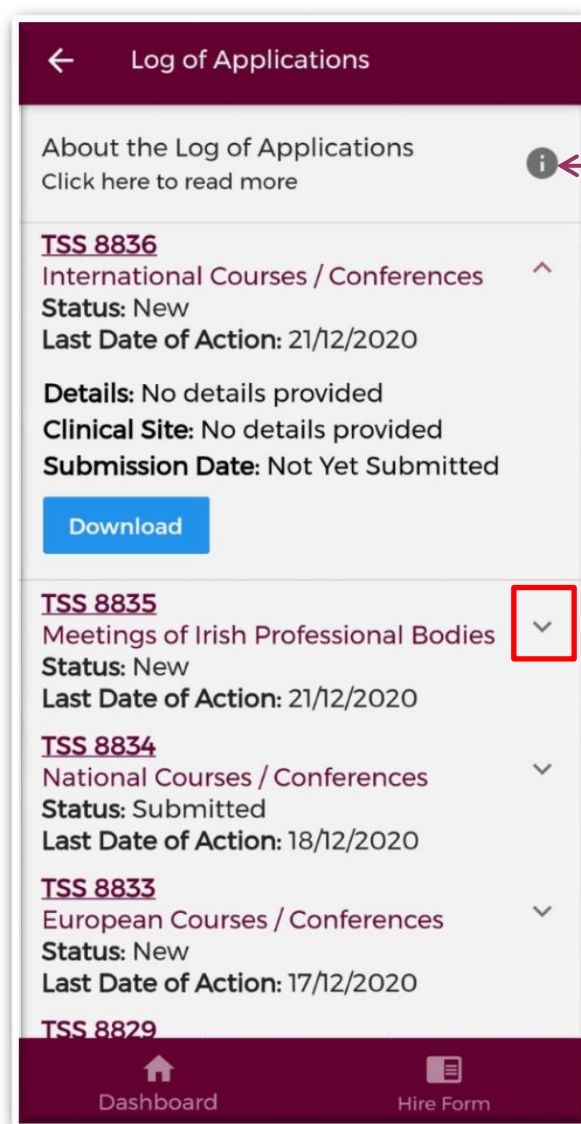 Log of Applications
About the Log of Applications
Click here to read more
TSS 8836
International Courses / Conferences
Status: New
Last Date of Action: 21/12/2020
Details: No details provided
Clinical Site: No details provided
Submission Date: Not Yet Submitted
Download
TSS 8835
Meetings of Irish Professional Bodies
Status: New
Last Date of Action: 21/12/2020
TSS 8834
National Courses / Conferences
Status: Submitted
Last Date of Action: 18/12/2020
TSS 8833
European Courses / Conferences
Status: New
Last Date of Action: 17/12/2020
TSS 8829
Dashboard
Hire Form